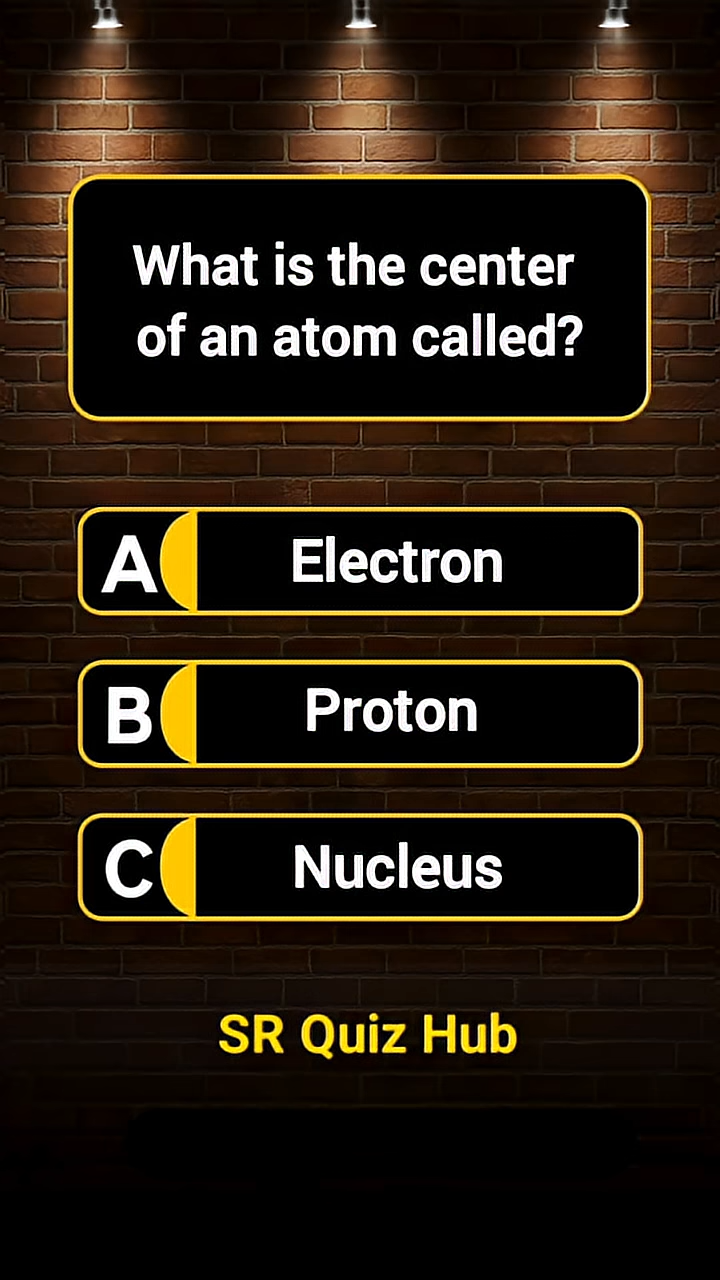 What is the center
of an atom called?
A Electron
B Proton
C Nucleus
SR Quiz Hub